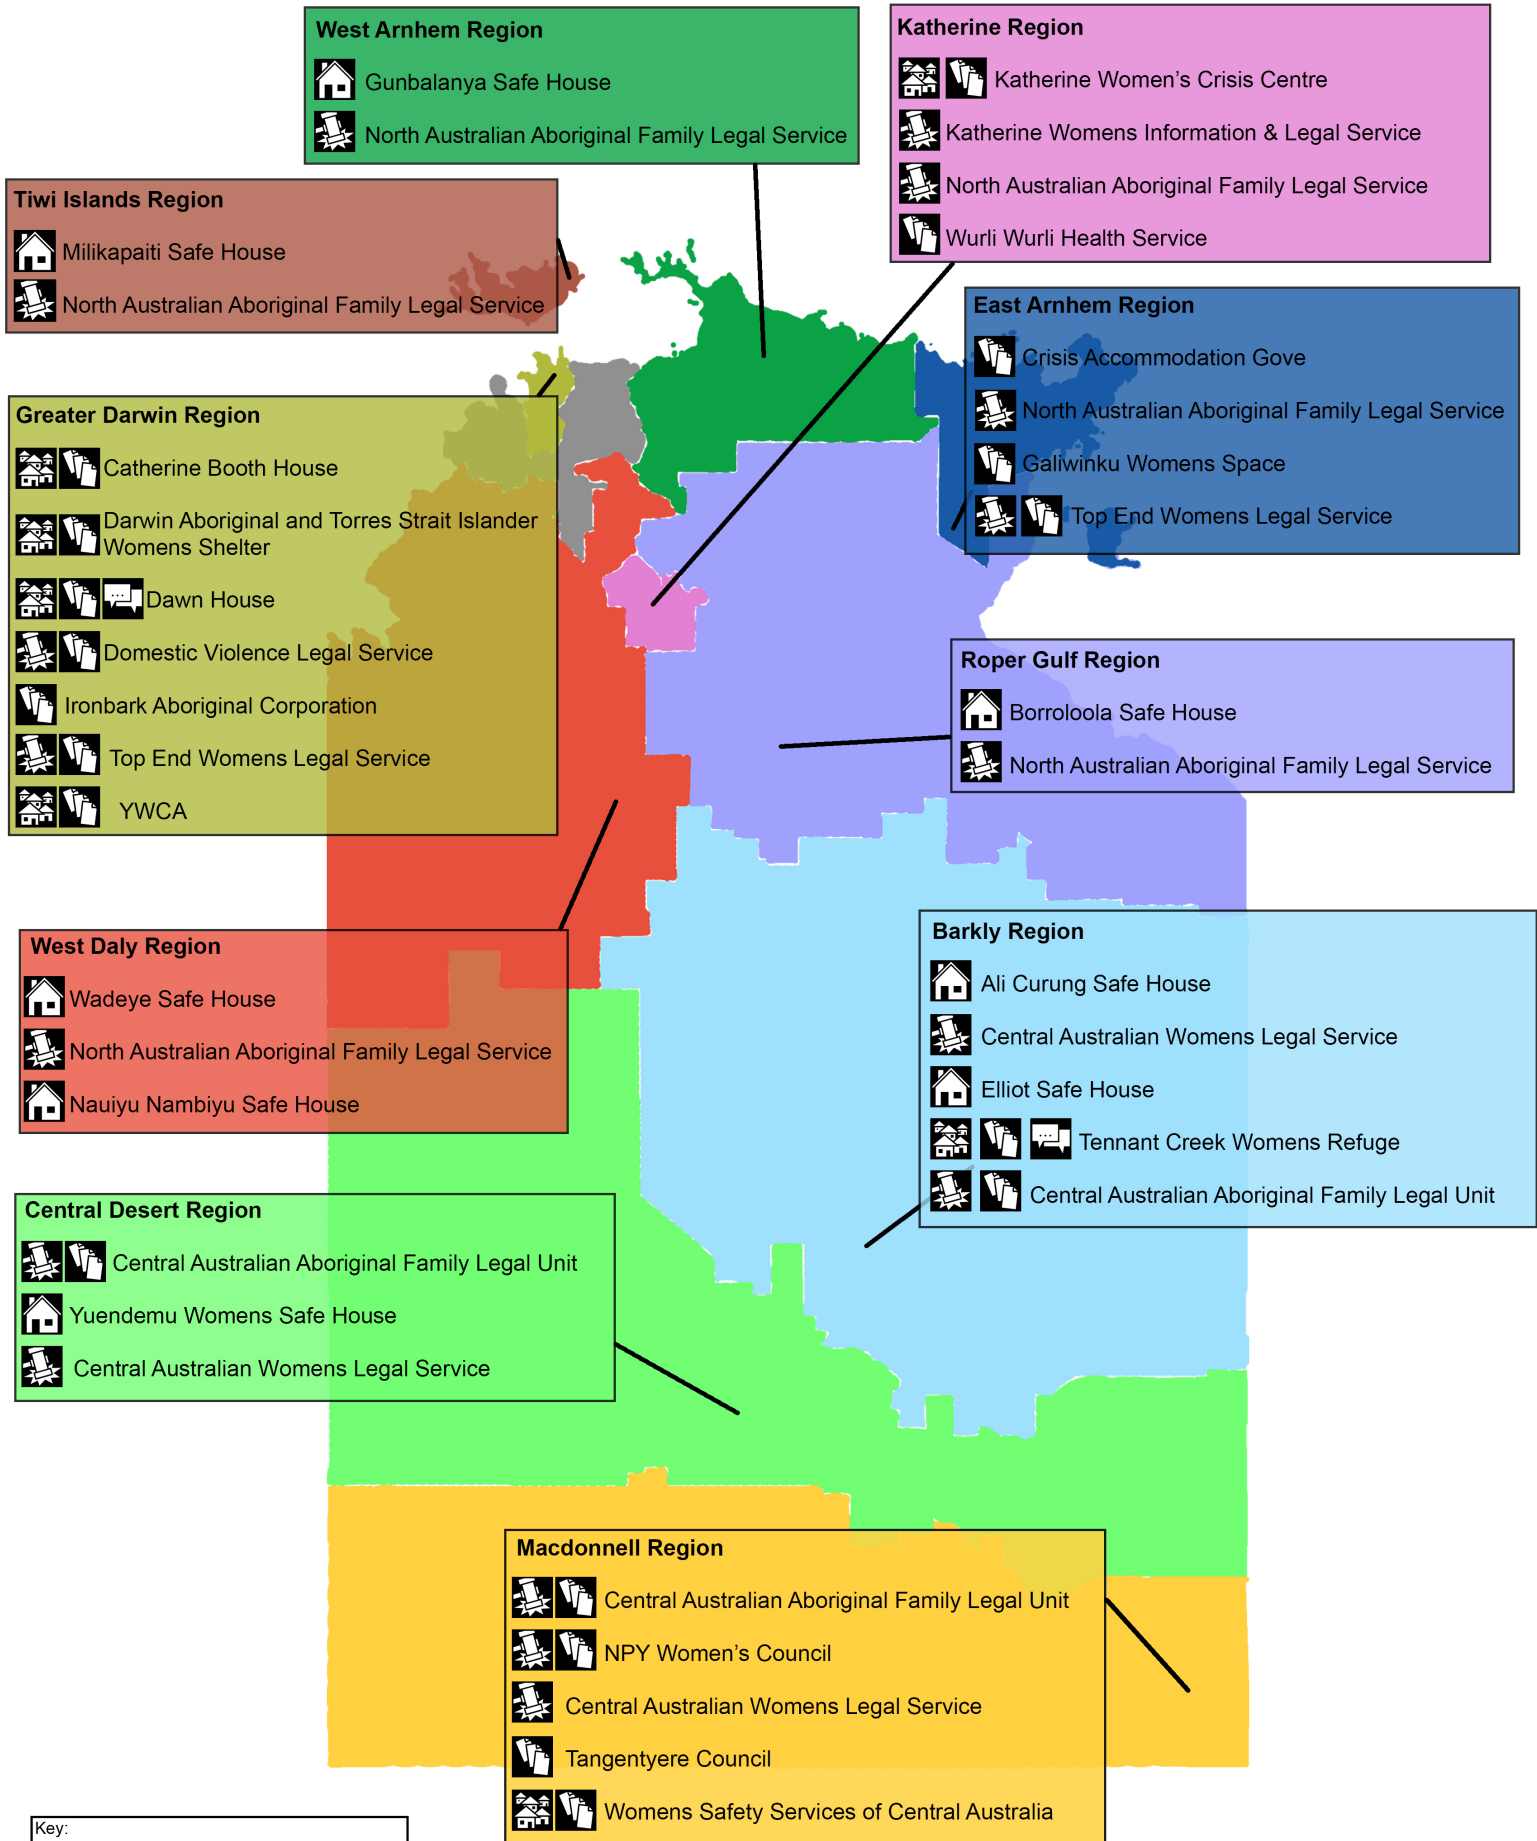 West Arnhem Region
Gunbalanya Safe House
North Australian Aboriginal Family Legal Service
Katherine Region
Katherine Women’s Crisis Centre
Katherine Womens Information & Legal Service
North Australian Aboriginal Family Legal Service
Wurli Wurli Health Service
Tiwi Islands Region
Milikapaiti Safe House
North Australian Aboriginal Family Legal Service
East Arnhem Region
Crisis Accommodation Gove
North Australian Aboriginal Family Legal Service
Galiwinku Womens Space
Top End Womens Legal Service
Greater Darwin Region
Catherine Booth House
Darwin Aboriginal and Torres Strait Islander
Womens Shelter
Dawn House
Domestic Violence Legal Service
Ironbark Aboriginal Corporation
Top End Womens Legal Service
YWCA
Roper Gulf Region
Borroloola Safe House
North Australian Aboriginal Family Legal Service
West Daly Region
Wadeye Safe House
North Australian Aboriginal Family Legal Service
Nauiyu Nambiyu Safe House
Barkly Region
Ali Curung Safe House
Central Australian Womens Legal Service
Elliot Safe House
Tennant Creek Womens Refuge
Central Australian Aboriginal Family Legal Unit
Central Desert Region
Central Australian Aboriginal Family Legal Unit
Yuendemu Womens Safe House
Central Australian Womens Legal Service
Macdonnell Region
Central Australian Aboriginal Family Legal Unit
NPY Women’s Council
Central Australian Womens Legal Service
Tangentyere Council
Womens Safety Services of Central Australia
Key: